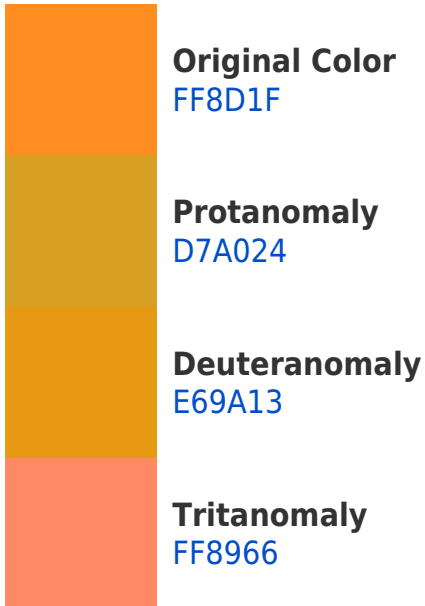 Original Color
FF8D1F
Protanomaly
D7A024
Deuteranomaly
E69A13
Tritanomaly
FF8966